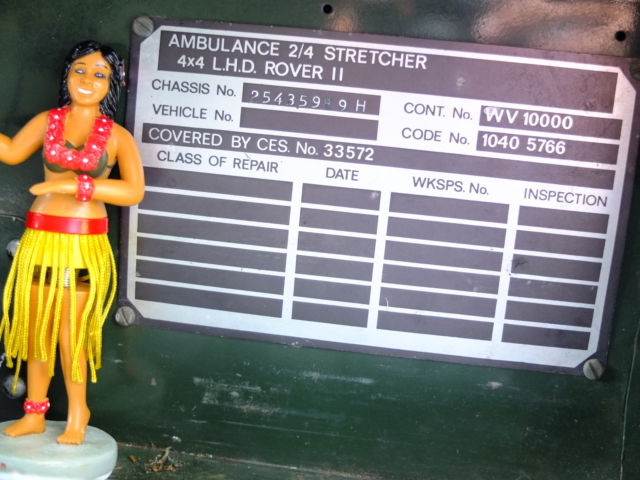 AMBULANCE 2/4 STRETCHER
4x4 L.H.D. ROVER II
CHASSIS No.
CONT. No. WV 10000
VEHICLE No.
CODE No. 1040 5766
COVERED BY CES. No. 33572
CLASS OF REPAIR DATE WKSPS. No. INSPECTION